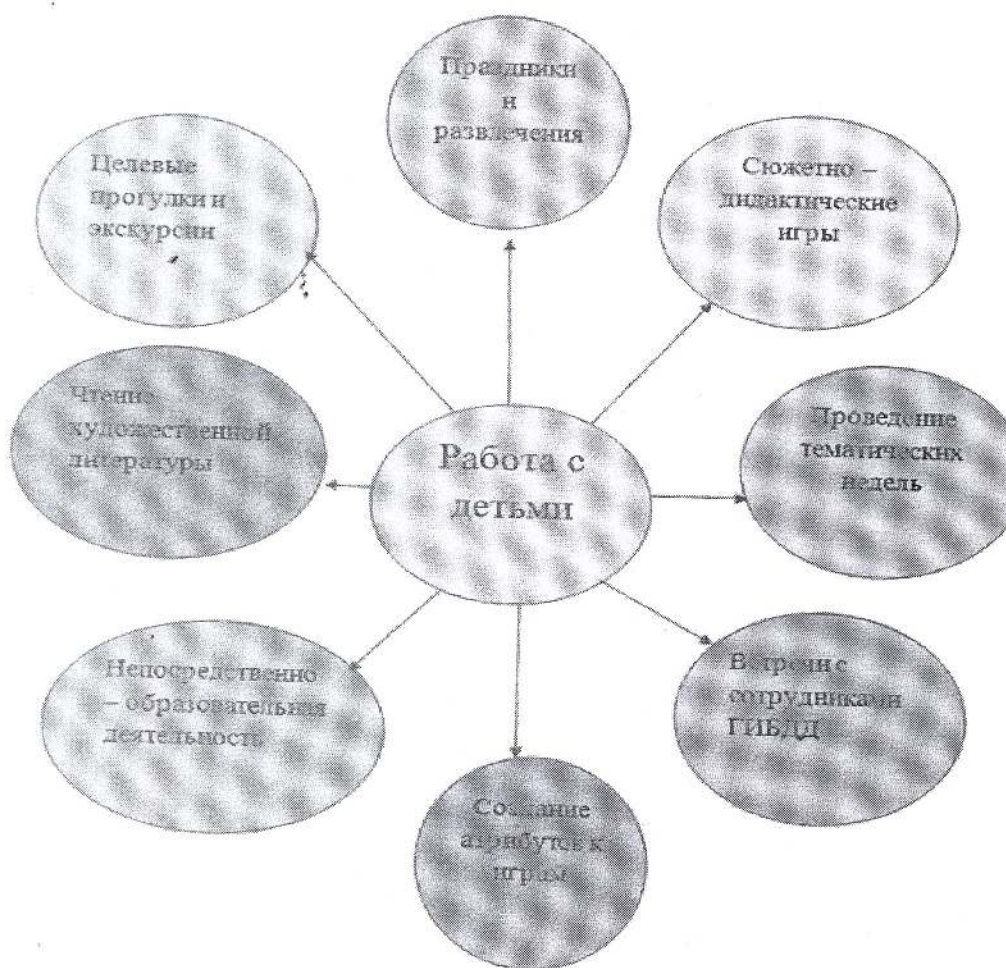 Праздники
и
развлечения
Целевые
прогулки и
экскурсии
Сюжетно –
дидактические
игры
Чтение
художественной
литературы
Работа с
детьми
Проведение
тематических
недель
Непосредственно
– образовательная
деятельность
Встречи с
сотрудниками
ГИБДД
Создание
атрибутов к
играм